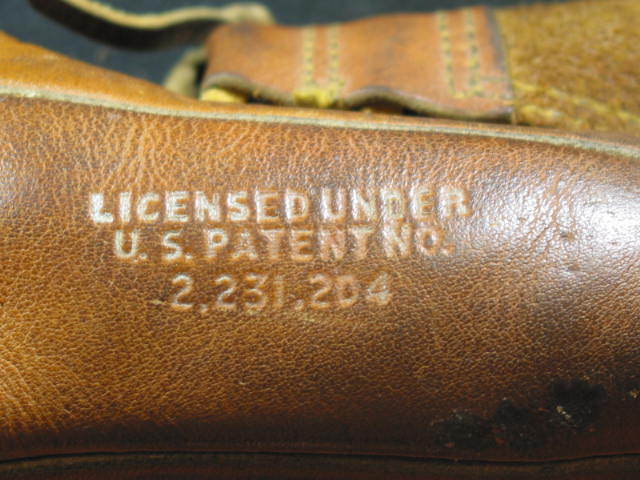 LICENSED UNDER
U.S. PATENT NO.
2,231,204